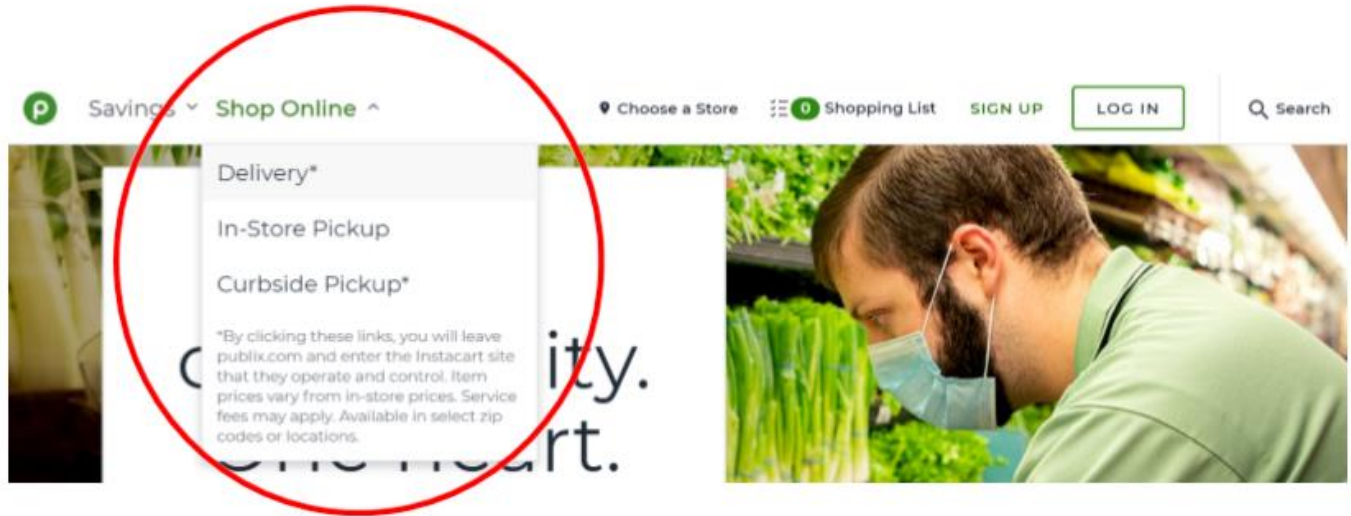 p Savings Shop Online Choose a Store 0 Shopping List SIGN UP LOG IN Search
Delivery*
In-Store Pickup
Curbside Pickup*
*By clicking these links, you will leave
publix.com and enter the Instacart site
that they operate and control. Item
prices vary from in-store prices. Service
fees may apply. Available in select zip
codes or locations.
ity.
One heart.